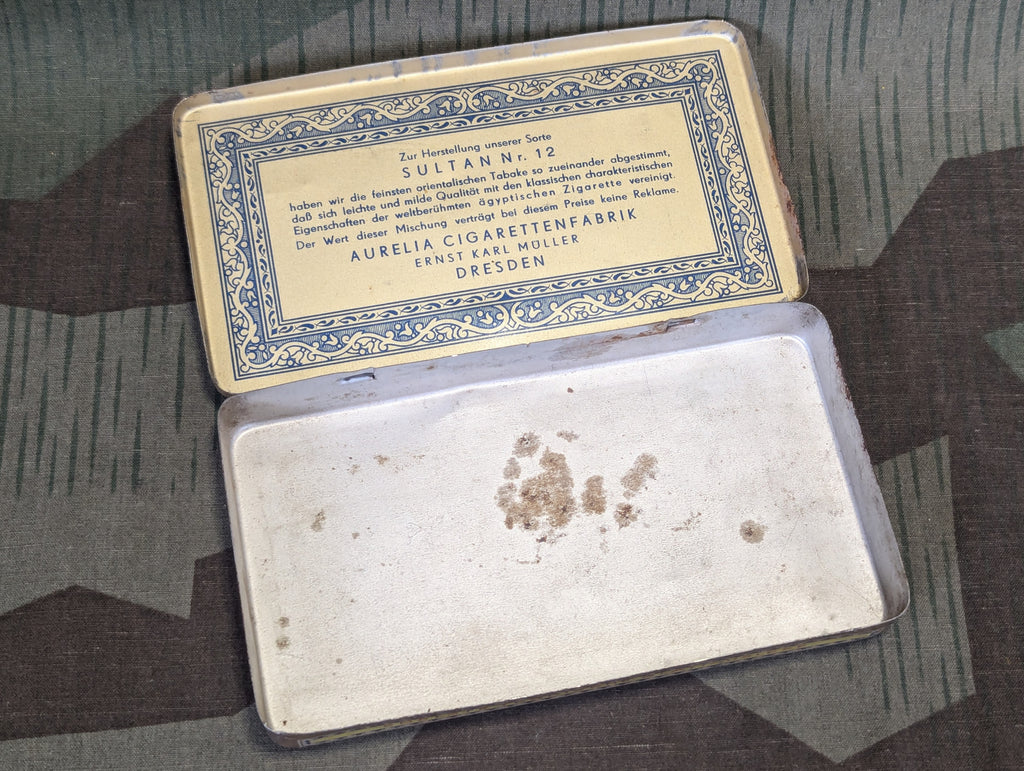 Zur Herstellung unserer Sorte
SULTAN Nr. 12
haben wir die feinsten orientalischen Tabake so zueinander abgestimmt,
daß sich leichte und milde Qualität mit den klassischen charakteristischen
Eigenschaften der weltberühmten ägyptischen Zigarette vereinigt.
Der Wert dieser Mischung verträgt bei diesem Preise keine Reklame.
AURELIA CIGARETTENFABRIK
ERNST KARL MÜLLER
DRESDEN